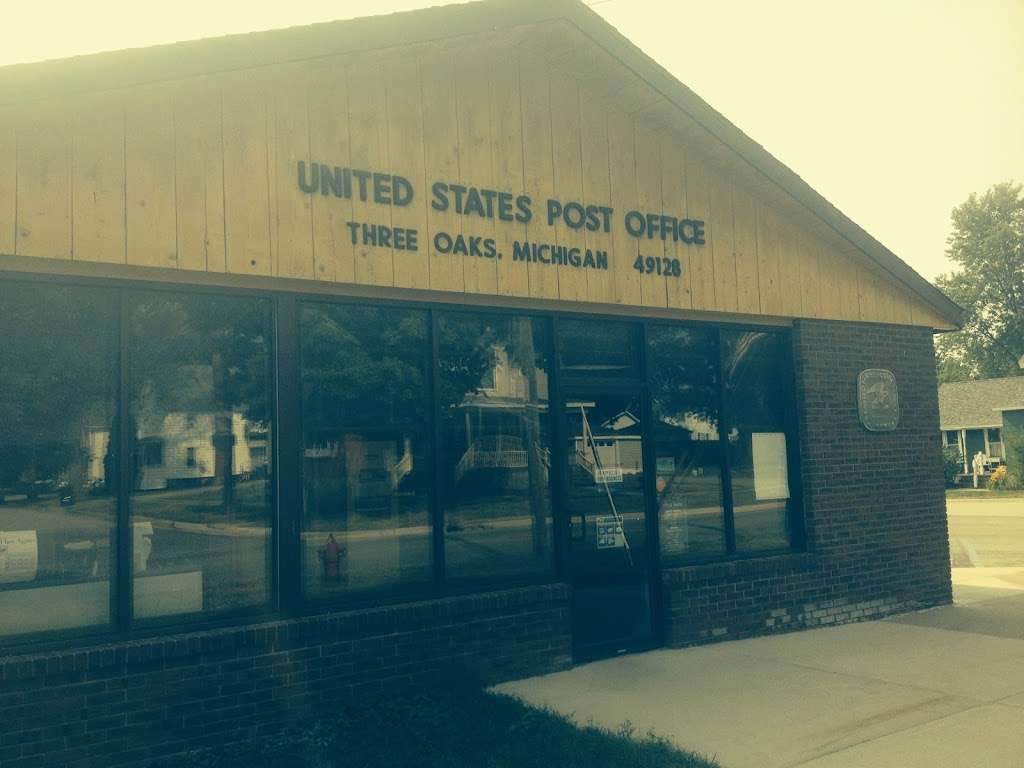 UNITED STATES POST OFFICE
THREE OAKS, MICHIGAN 49128